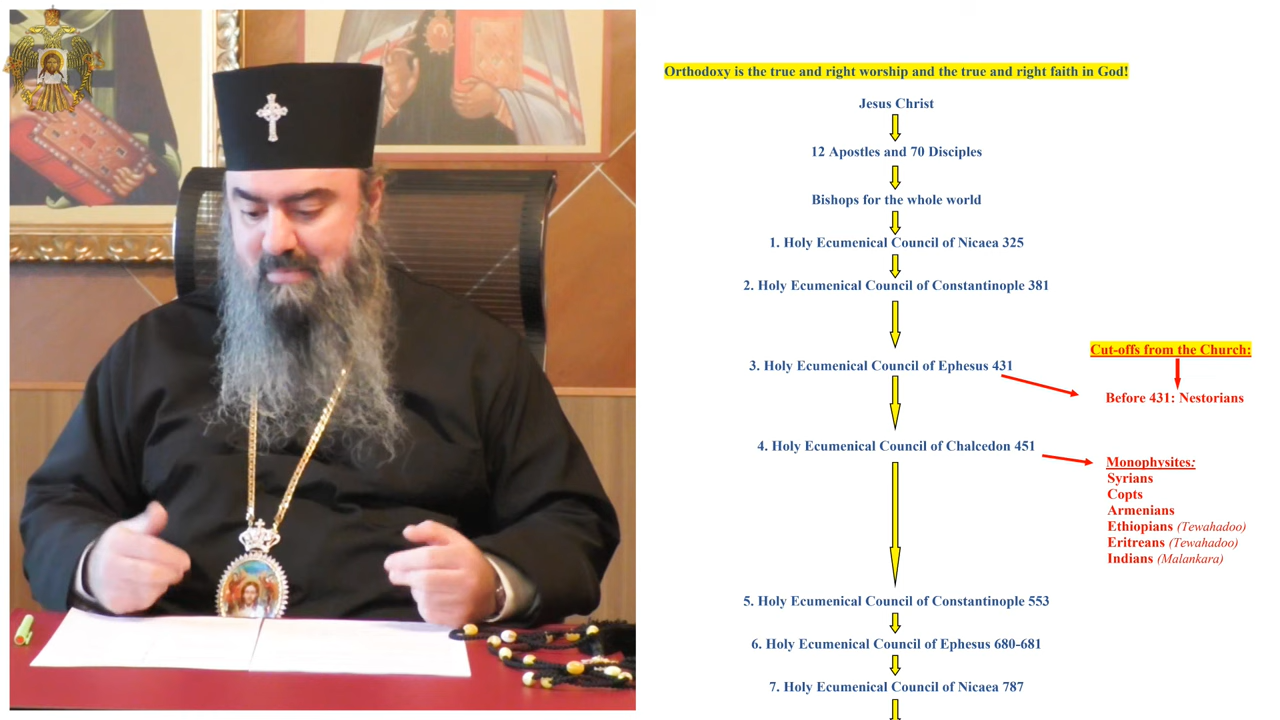 Orthodoxy is the true and right worship and the true and right faith in God!
Jesus Christ
12 Apostles and 70 Disciples
Bishops for the whole world
1. Holy Ecumenical Council of Nicaea 325
2. Holy Ecumenical Council of Constantinople 381
Cut-offs from the Church:
3. Holy Ecumenical Council of Ephesus 431
Before 431: Nestorians
4. Holy Ecumenical Council of Chalcedon 451
Monophysites:
Syrians
Copts
Armenians
Ethiopians (Tewahadoo)
Eritreans (Tewahadoo)
Indians (Malankara)
5. Holy Ecumenical Council of Constantinople 553
6. Holy Ecumenical Council of Ephesus 680-681
7. Holy Ecumenical Council of Nicaea 787